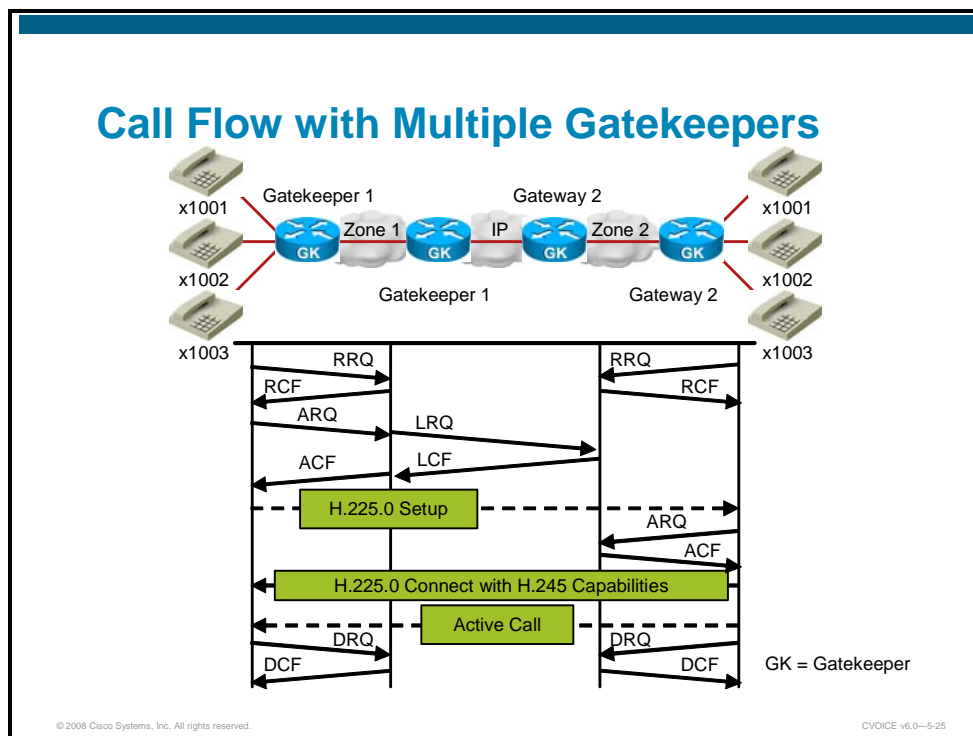 Call Flow with Multiple Gatekeepers
x1001
Gatekeeper 1
Gateway 2
x1001
GK
Zone 1
GK
IP
GK
Zone 2
GK
x1002
x1002
Gatekeeper 1
Gateway 2
x1003
x1003
RRQ
RRQ
RCF
RCF
ARQ
LRQ
ACF
LCF
H.225.0 Setup
ARQ
ACF
H.225.0 Connect with H.245 Capabilities
Active Call
DRQ
DRQ
DCF
DCF
GK = Gatekeeper
© 2008 Cisco Systems, Inc. All rights reserved.
CVOICE v6.0—5-25